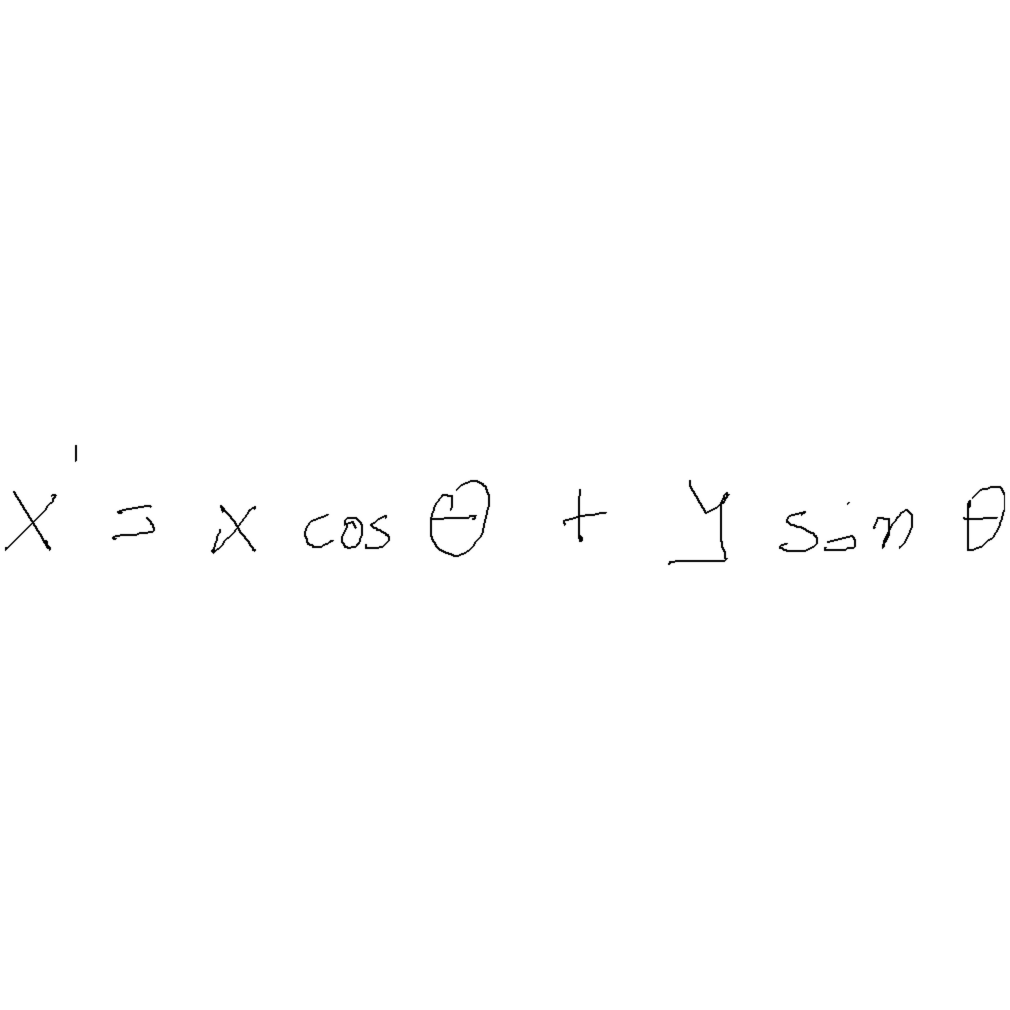 x' = x cos θ + y sin θ